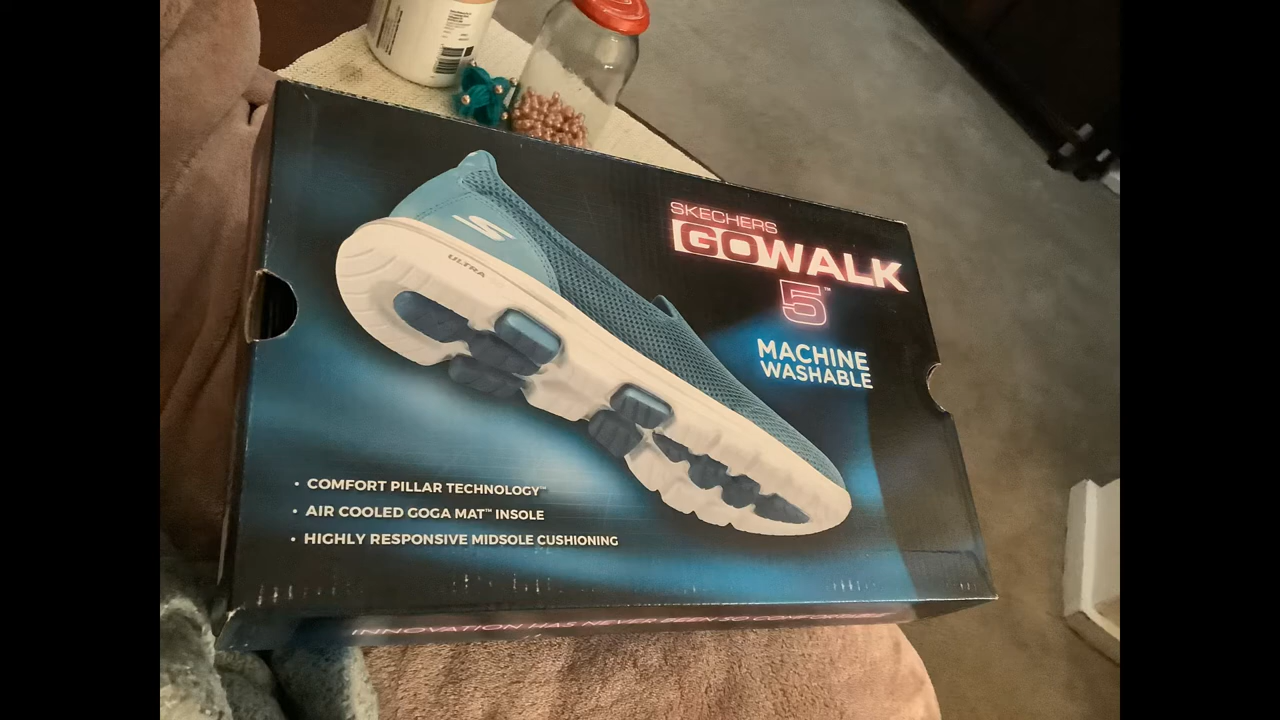 SKECHERS
GOWALK
5™
MACHINE
WASHABLE
S
ULTRA
• COMFORT PILLAR TECHNOLOGY™
• AIR COOLED GOGA MAT™ INSOLE
• HIGHLY RESPONSIVE MIDSOLE CUSHIONING
INNOVATION HAS NEVER BEEN SO COMFORTABLE